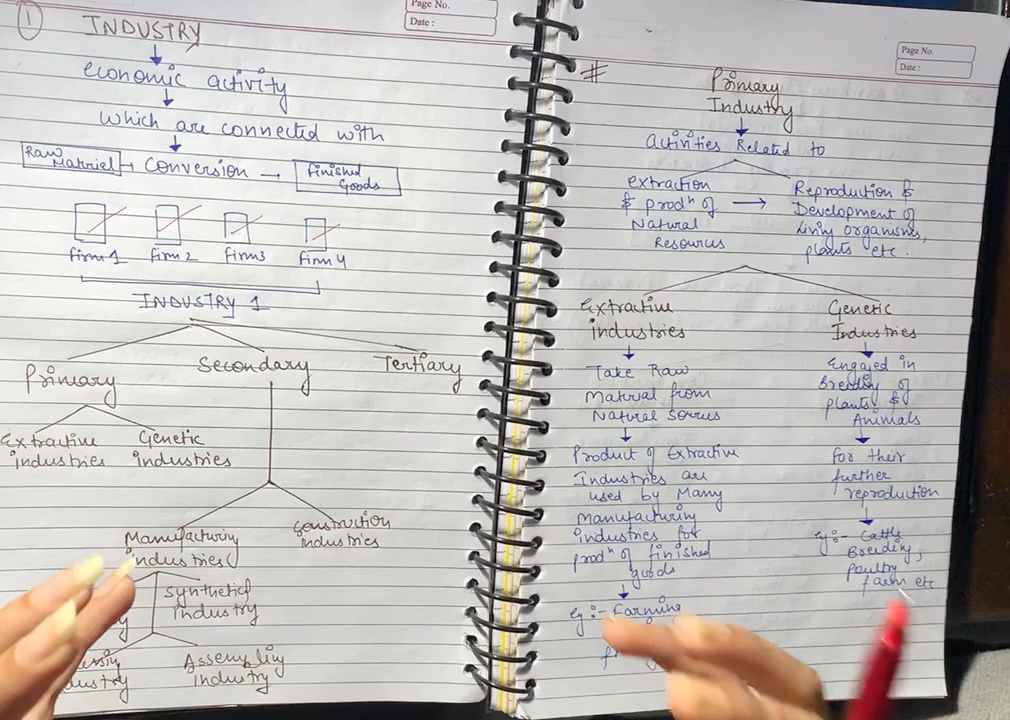 1
INDUSTRY
Page No.
Date :
economic activity
which are connected with
Raw Matriel → Conversion → Finished Goods
firm 1 firm 2 firm 3 firm 4
INDUSTRY 1
Primary Secondary Tertiary
Extractive industries
Genetic industries
Manufacturing industries
Construction industries
Synthetical industry
Assembling industry
Page No.
Date :
#
Primary
Industry
Activities Related to
extraction
& prodⁿ of
Natural
Resources
→
Reproduction &
Development of
Living organisms,
plants etc.
Extractive
industries
Take Raw
Material from
Natural Sources
Product of Extractive
Industries are
used by Many
Manufacturing
industries for
prodⁿ of finished
goods
eg :- Farming
Genetic
Industries
Engaged in
Breeding of
plants &
Animals
for their
further
reproduction
eg:- Cattle
Breeding,
poultry
farm etc